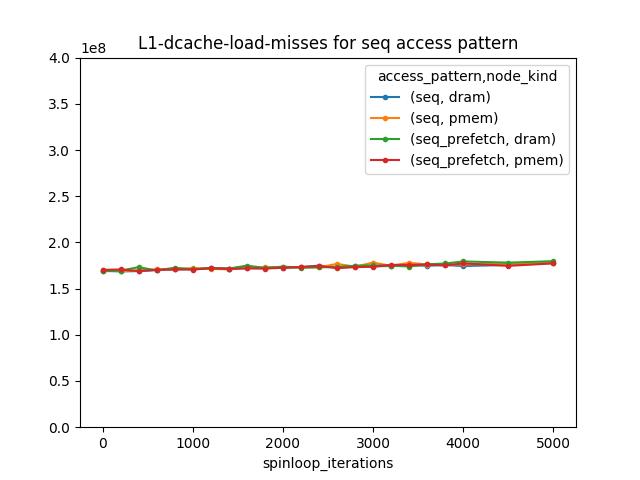 L1-dcache-load-misses for seq access pattern
1e8
4.0
3.5
3.0
2.5
2.0
1.5
1.0
0.5
0.0
access_pattern,node_kind
(seq, dram)
(seq, pmem)
(seq_prefetch, dram)
(seq_prefetch, pmem)
0 1000 2000 3000 4000 5000
spinloop_iterations